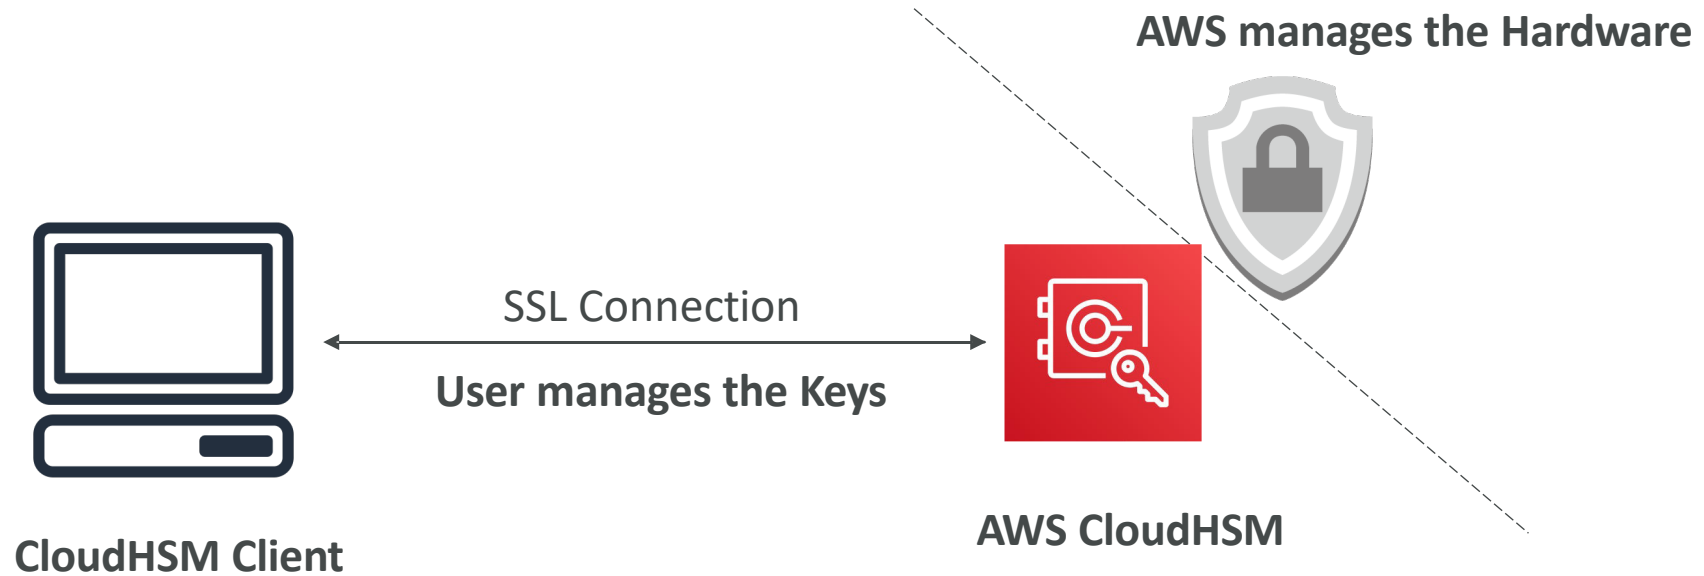 AWS manages the Hardware
SSL Connection
User manages the Keys
AWS CloudHSM
CloudHSM Client